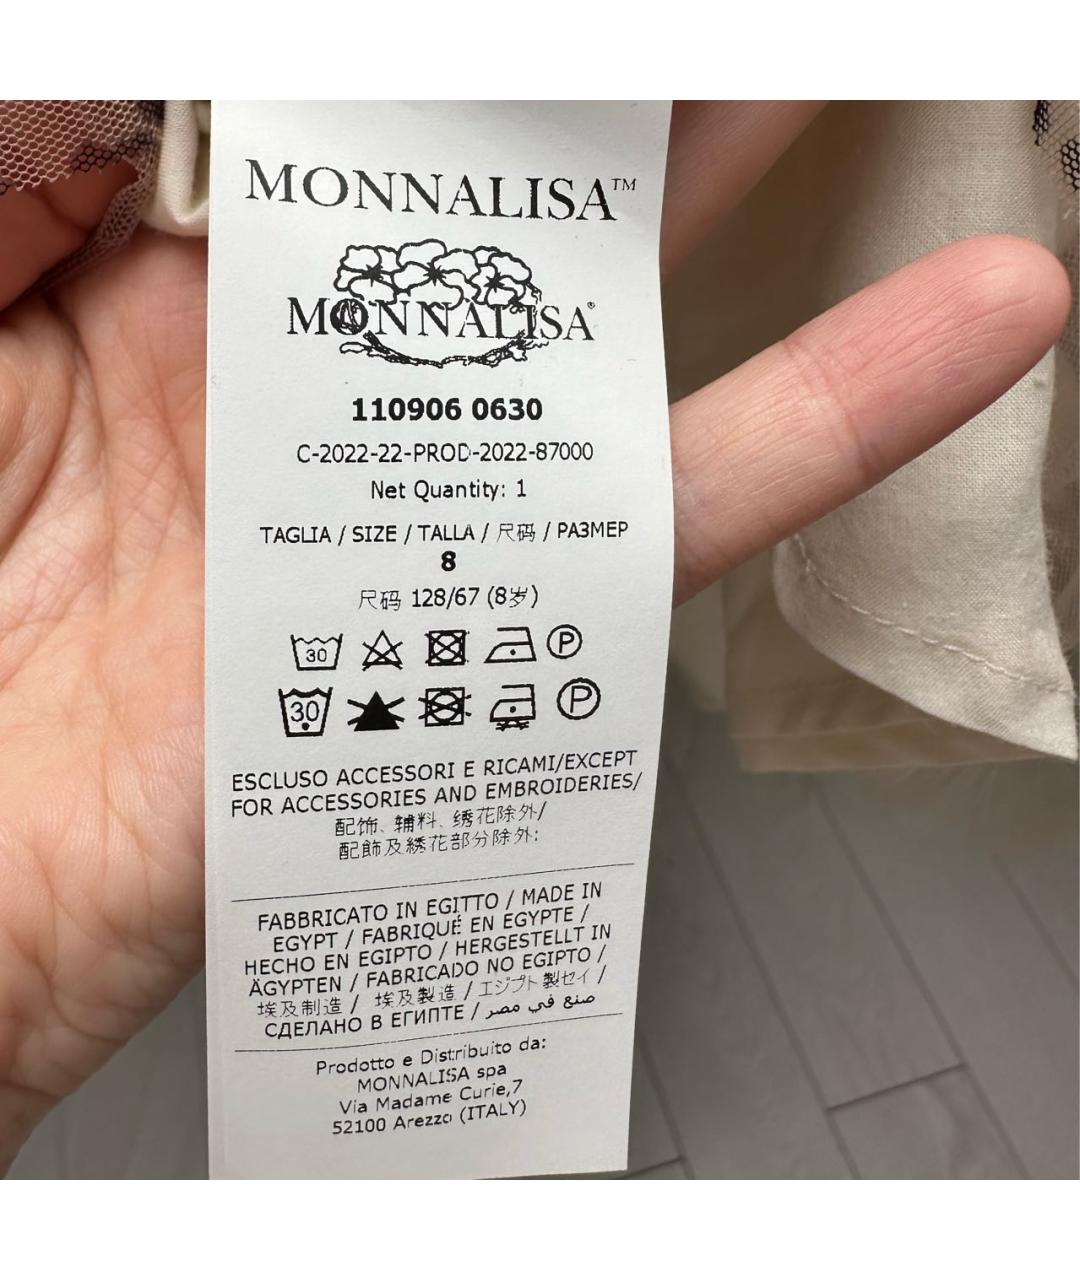 MONNALISA™
MONNALISA®
110906 0630
C-2022-22-PROD-2022-87000
Net Quantity: 1
TAGLIA / SIZE / TALLA / 尺码 / РАЗМЕР
8
尺码 128/67 (8岁)
30 P
30 P
ESCLUSO ACCESSORI E RICAMI/EXCEPT
FOR ACCESSORIES AND EMBROIDERIES/
配饰、辅料、绣花除外/
配飾及綉花部分除外:
FABBRICATO IN EGITTO / MADE IN
EGYPT / FABRIQUÉ EN EGYPTE /
HECHO EN EGIPTO / HERGESTELLT IN
ÄGYPTEN / FABRICADO NO EGIPTO /
埃及制造 / 埃及製造 / エジプト製セイ /
СДЕЛАНО В ЕГИПТЕ / صنع في مصر
Prodotto e Distribuito da:
MONNALISA spa
Via Madame Curie,7
52100 Arezzo (ITALY)